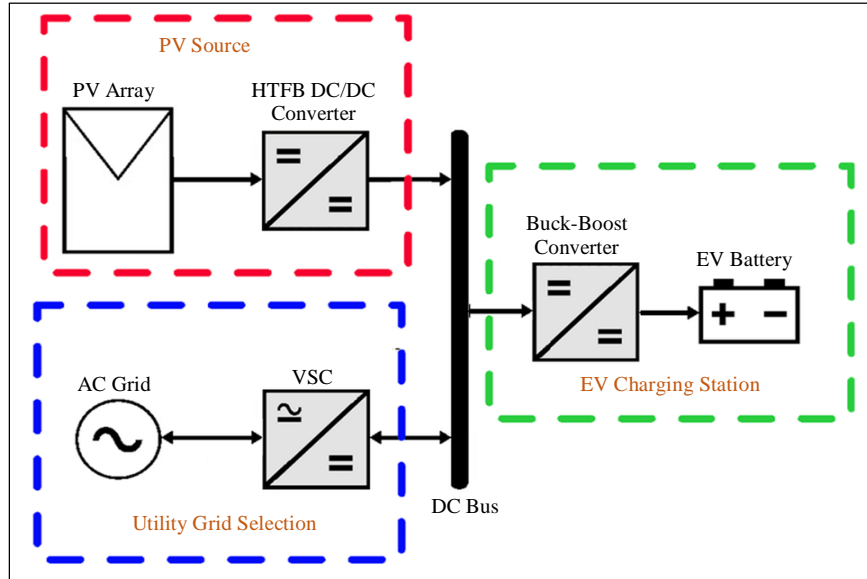 PV Source
PV Array
HTFB DC/DC
Converter
Buck-Boost
Converter
EV Battery
EV Charging Station
AC Grid
VSC
DC Bus
Utility Grid Selection